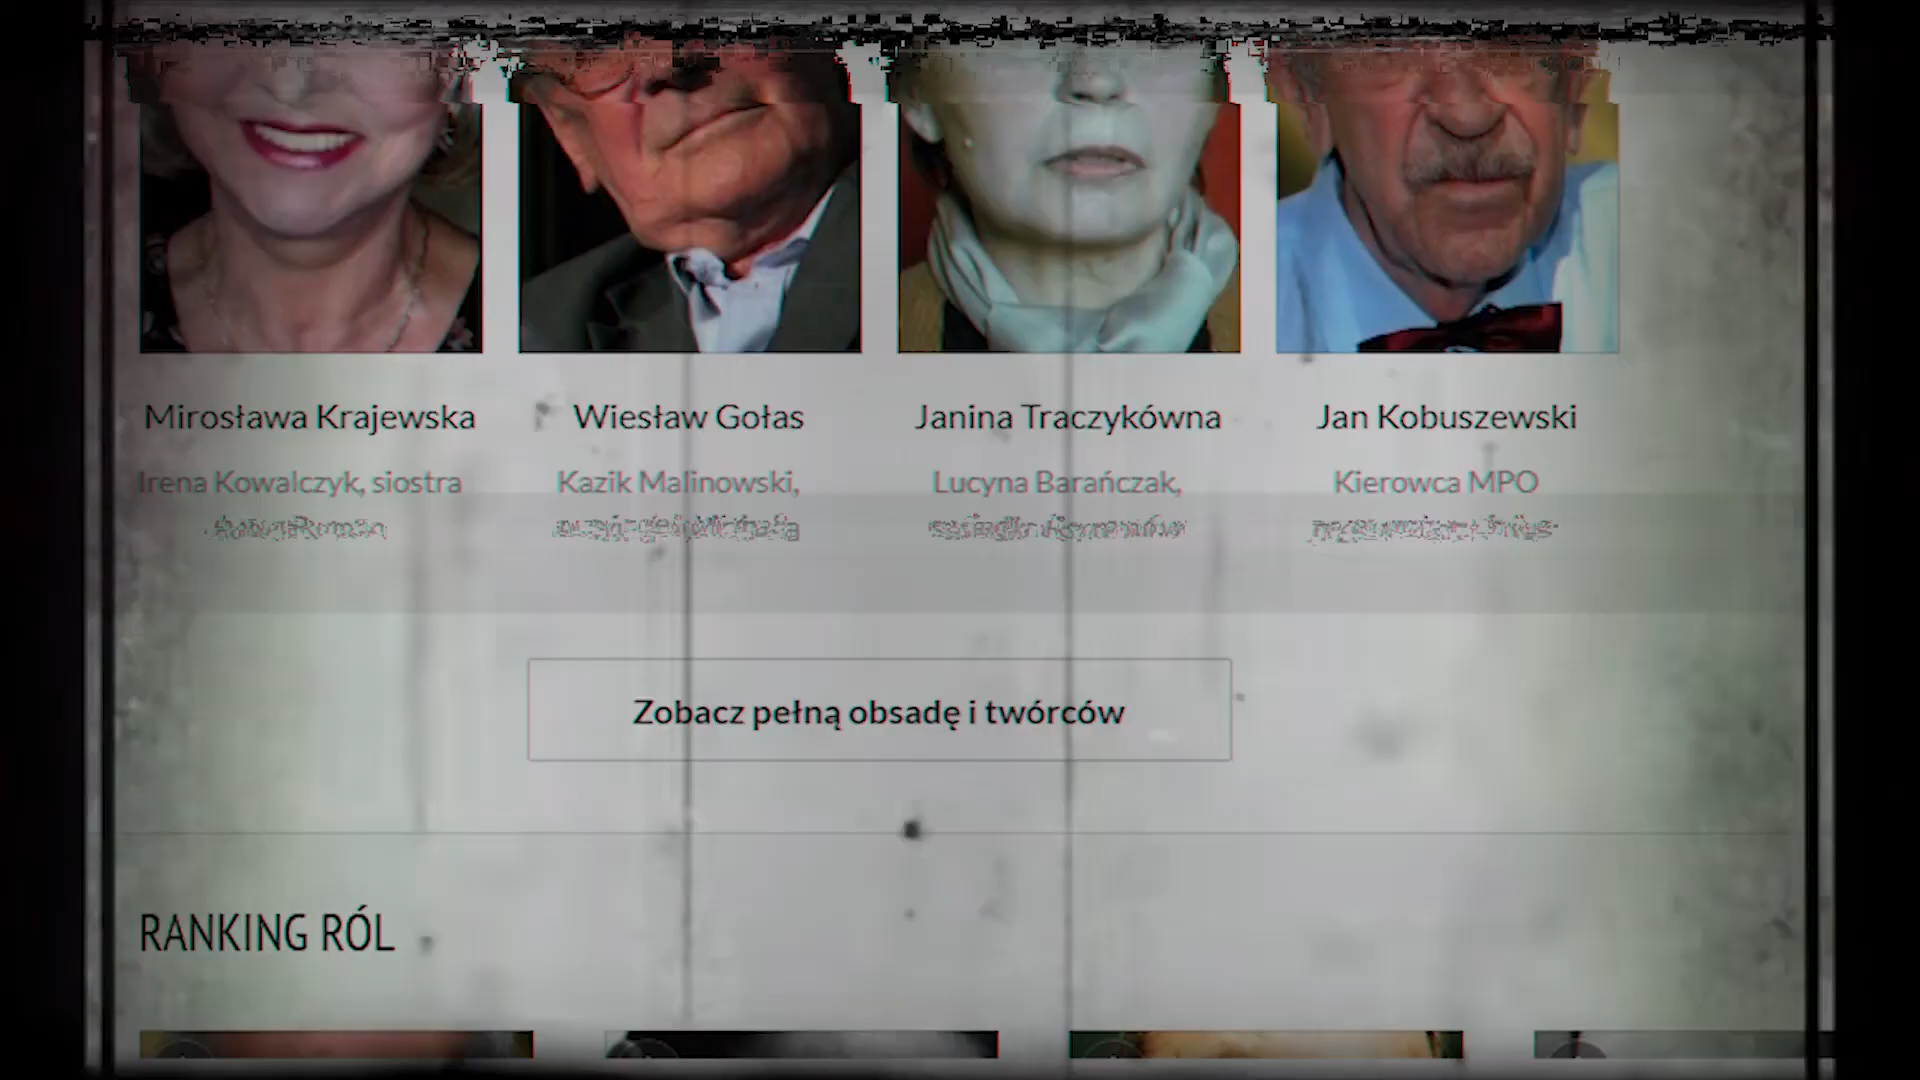 Mirosława Krajewska
Wiesław Gołas
Janina Traczykówna
Jan Kobuszewski
Irena Kowalczyk, siostra
Kazik Malinowski,
Lucyna Barańczak,
Kierowca MPO
Zobacz pełną obsadę i twórców
RANKING RÓL